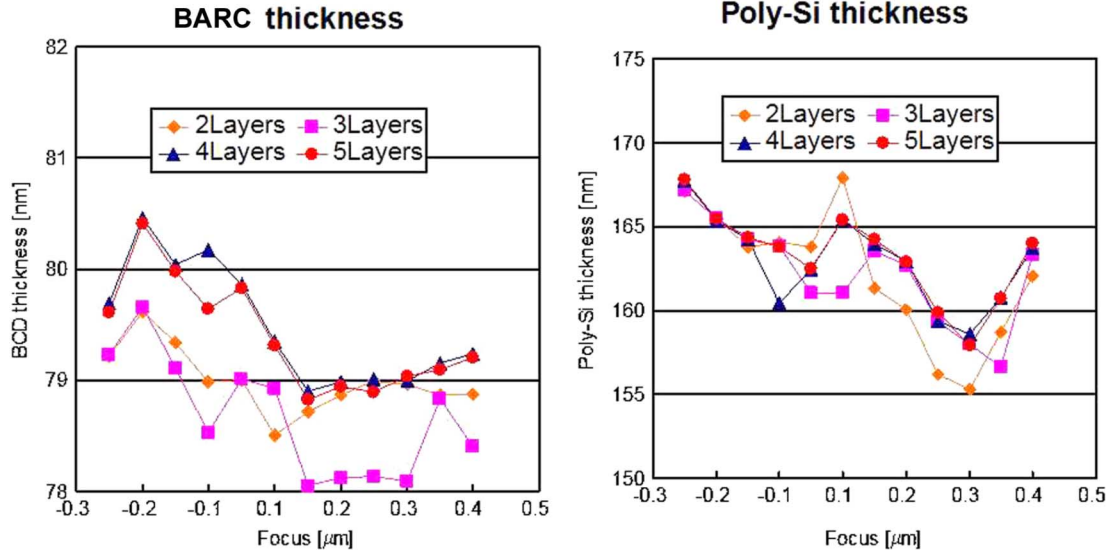 BARC thickness
82
81
80
79
78
BCD thickness [nm]
2Layers 3Layers
4Layers 5Layers
-0.3 -0.2 -0.1 0.1 0.2 0.3 0.4 0.5
Focus [μm]
Poly-Si thickness
175
170
165
160
155
150
Poly-Si thickness [nm]
2Layers 3Layers
4Layers 5Layers
-0.3 -0.2 -0.1 0.1 0.2 0.3 0.4 0.5
Focus [μm]